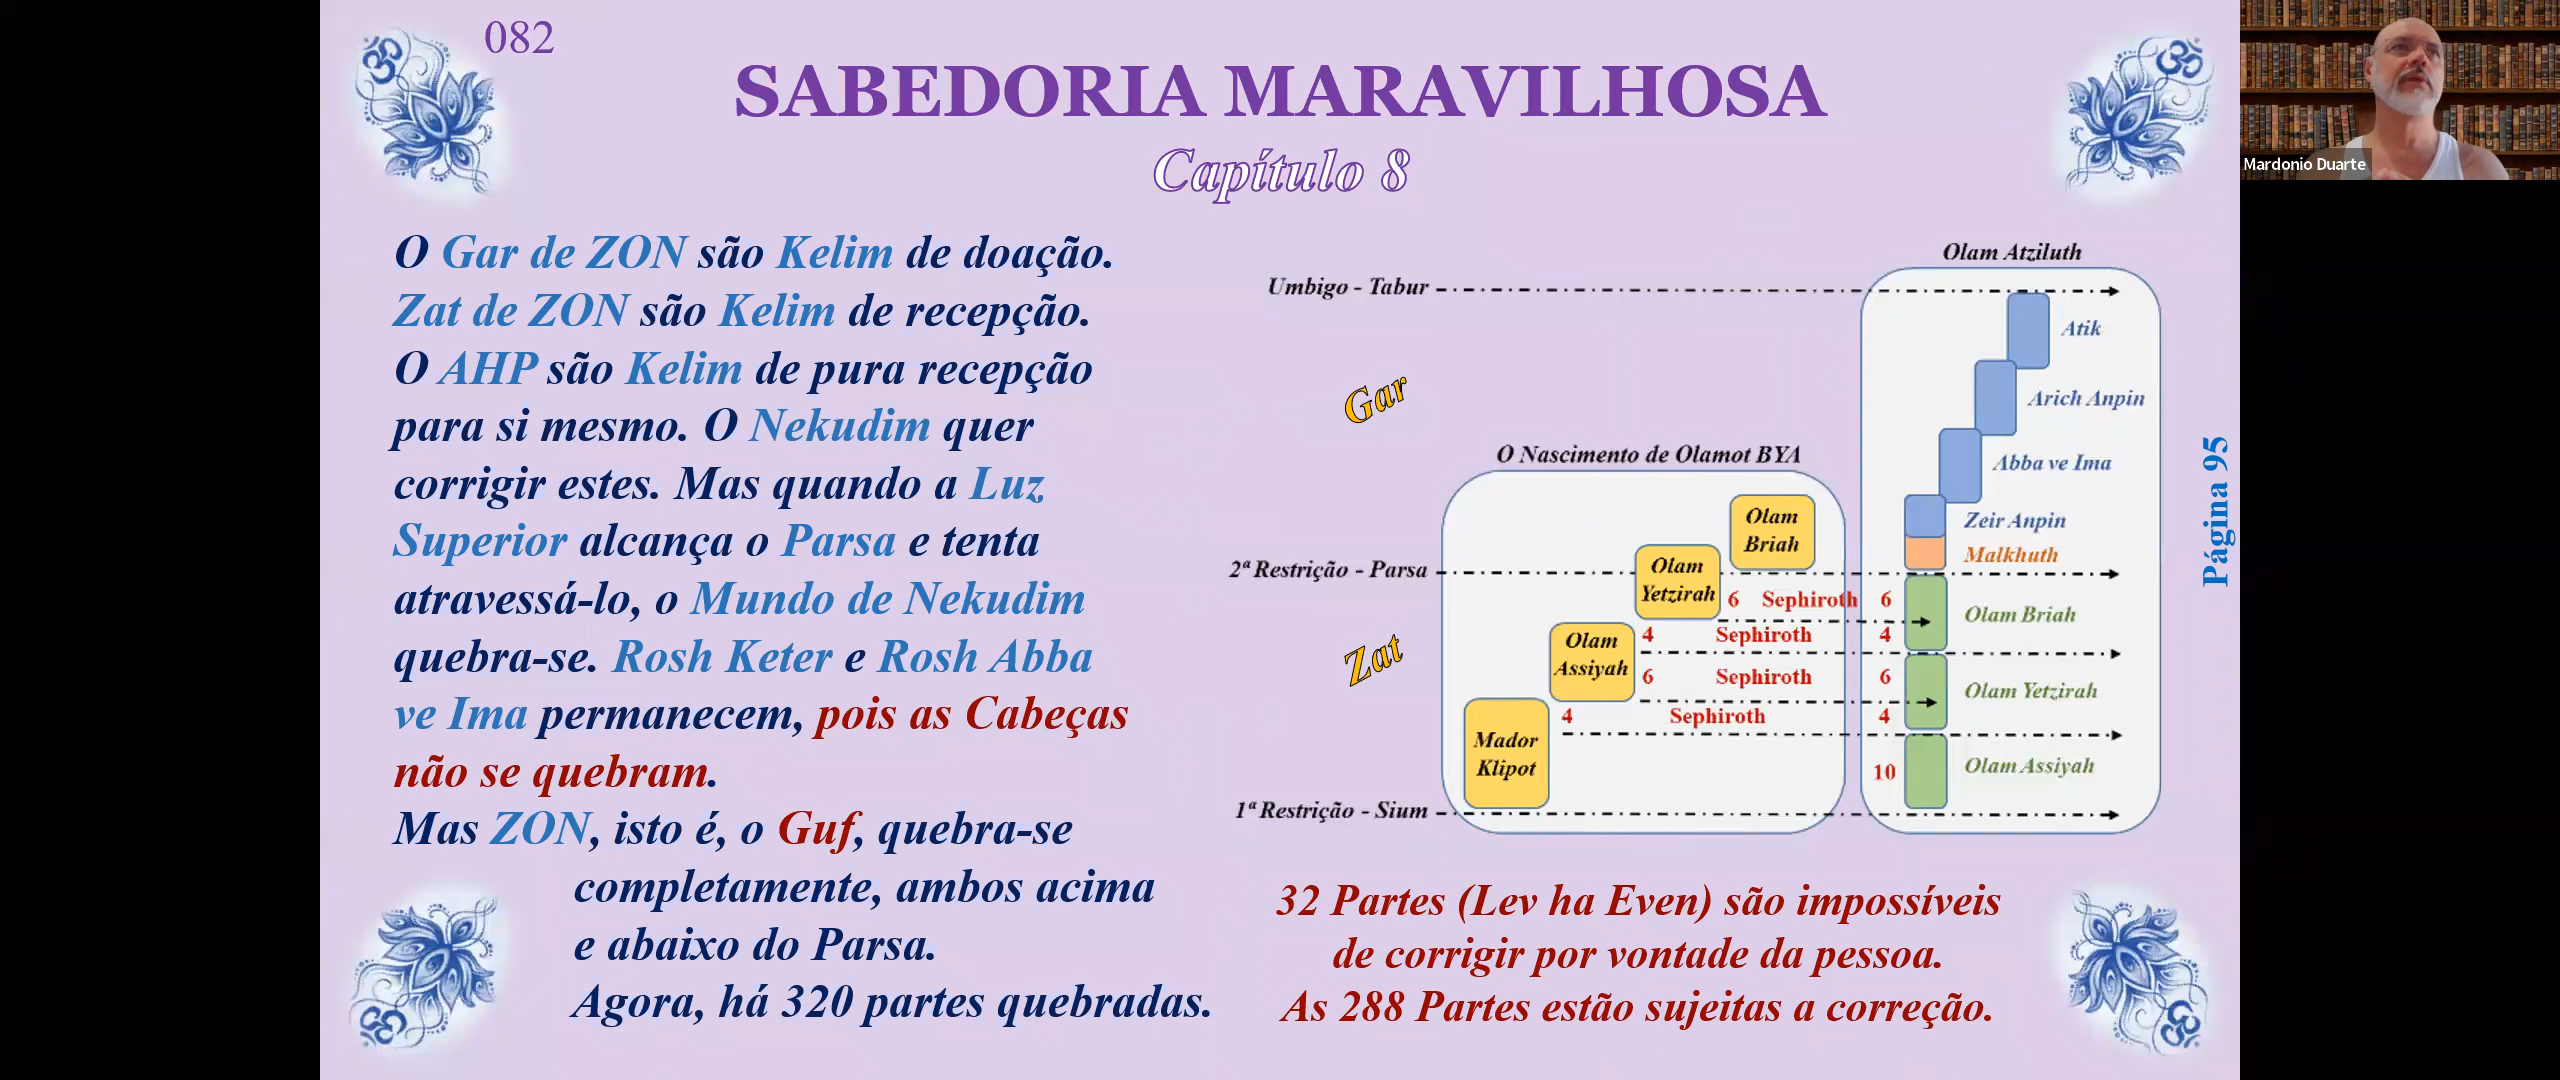 082
SABEDORIA MARAVILHOSA
Capítulo 8
Mardonio Duarte
O Gar de ZON são Kelim de doação.
Zat de ZON são Kelim de recepção.
O AHP são Kelim de pura recepção
para si mesmo. O Nekudim quer
corrigir estes. Mas quando a Luz
Superior alcança o Parsa e tenta
atravessá-lo, o Mundo de Nekudim
quebra-se. Rosh Keter e Rosh Abba
ve Ima permanecem, pois as Cabeças
não se quebram.
Mas ZON, isto é, o Guf, quebra-se
completamente, ambos acima
e abaixo do Parsa.
Agora, há 320 partes quebradas.
Olam Atziluth
Umbigo - Tabur
Atik
Gar
Arich Anpin
O Nascimento de Olamot BYA
Abba ve Ima
Olam
Briah
Zeir Anpin
Malkhuth
2ª Restrição - Parsa
Olam
Yetzirah
6 Sephiroth 6
Olam Briah
4 Sephiroth 4
Olam
Assiyah
Zat
6 Sephiroth 6
Olam Yetzirah
4 Sephiroth 4
Mador
Klipot
10
Olam Assiyah
1ª Restrição - Sium
Página 95
32 Partes (Lev ha Even) são impossíveis
de corrigir por vontade da pessoa.
As 288 Partes estão sujeitas a correção.
ॐ
ॐ
ॐ
ॐ